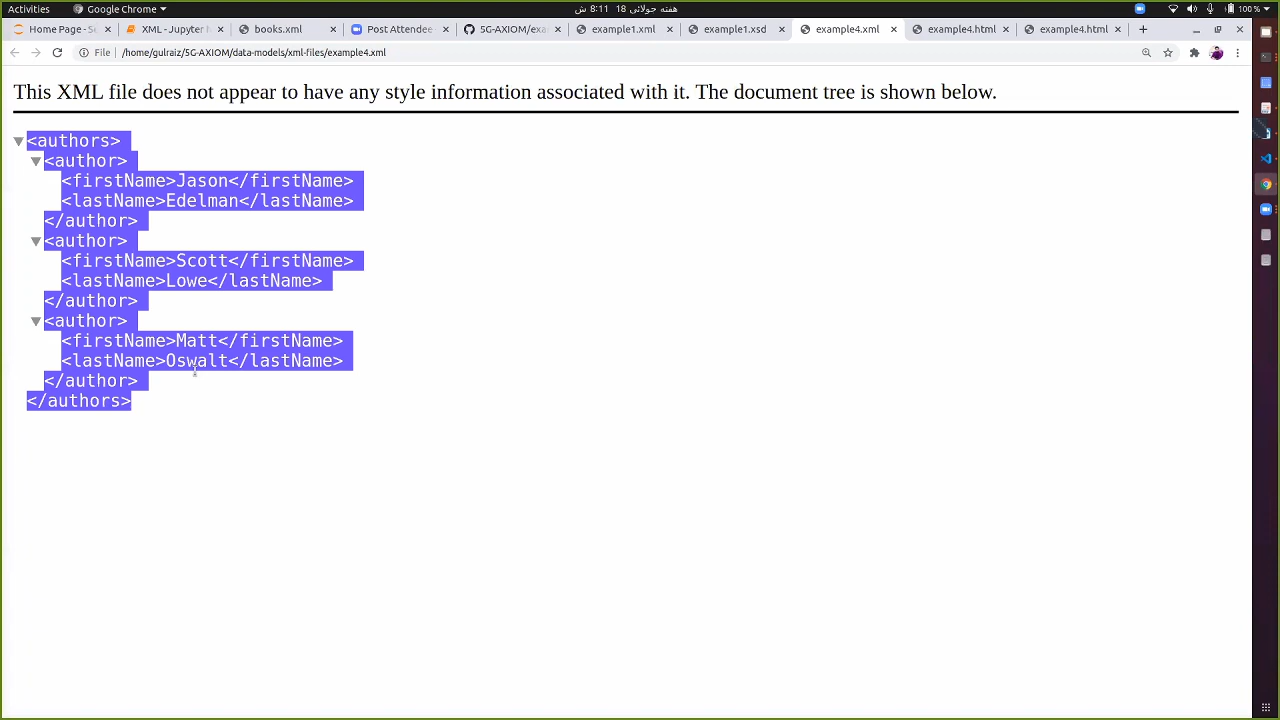 Activities
Google Chrome
هفته جولائی 18 8:11 ش
100 %
Home Page - S
XML - Jupyter N
books.xml
Post Attendee
5G-AXIOM/exa
example1.xml
example1.xsd
example4.xml
example4.html
example4.html
File
/home/gulraiz/5G-AXIOM/data-models/xml-files/example4.xml
This XML file does not appear to have any style information associated with it. The document tree is shown below.
<authors>
<author>
<firstName>Jason</firstName>
<lastName>Edelman</lastName>
</author>
<author>
<firstName>Scott</firstName>
<lastName>Lowe</lastName>
</author>
<author>
<firstName>Matt</firstName>
<lastName>Oswalt</lastName>
</author>
</authors>